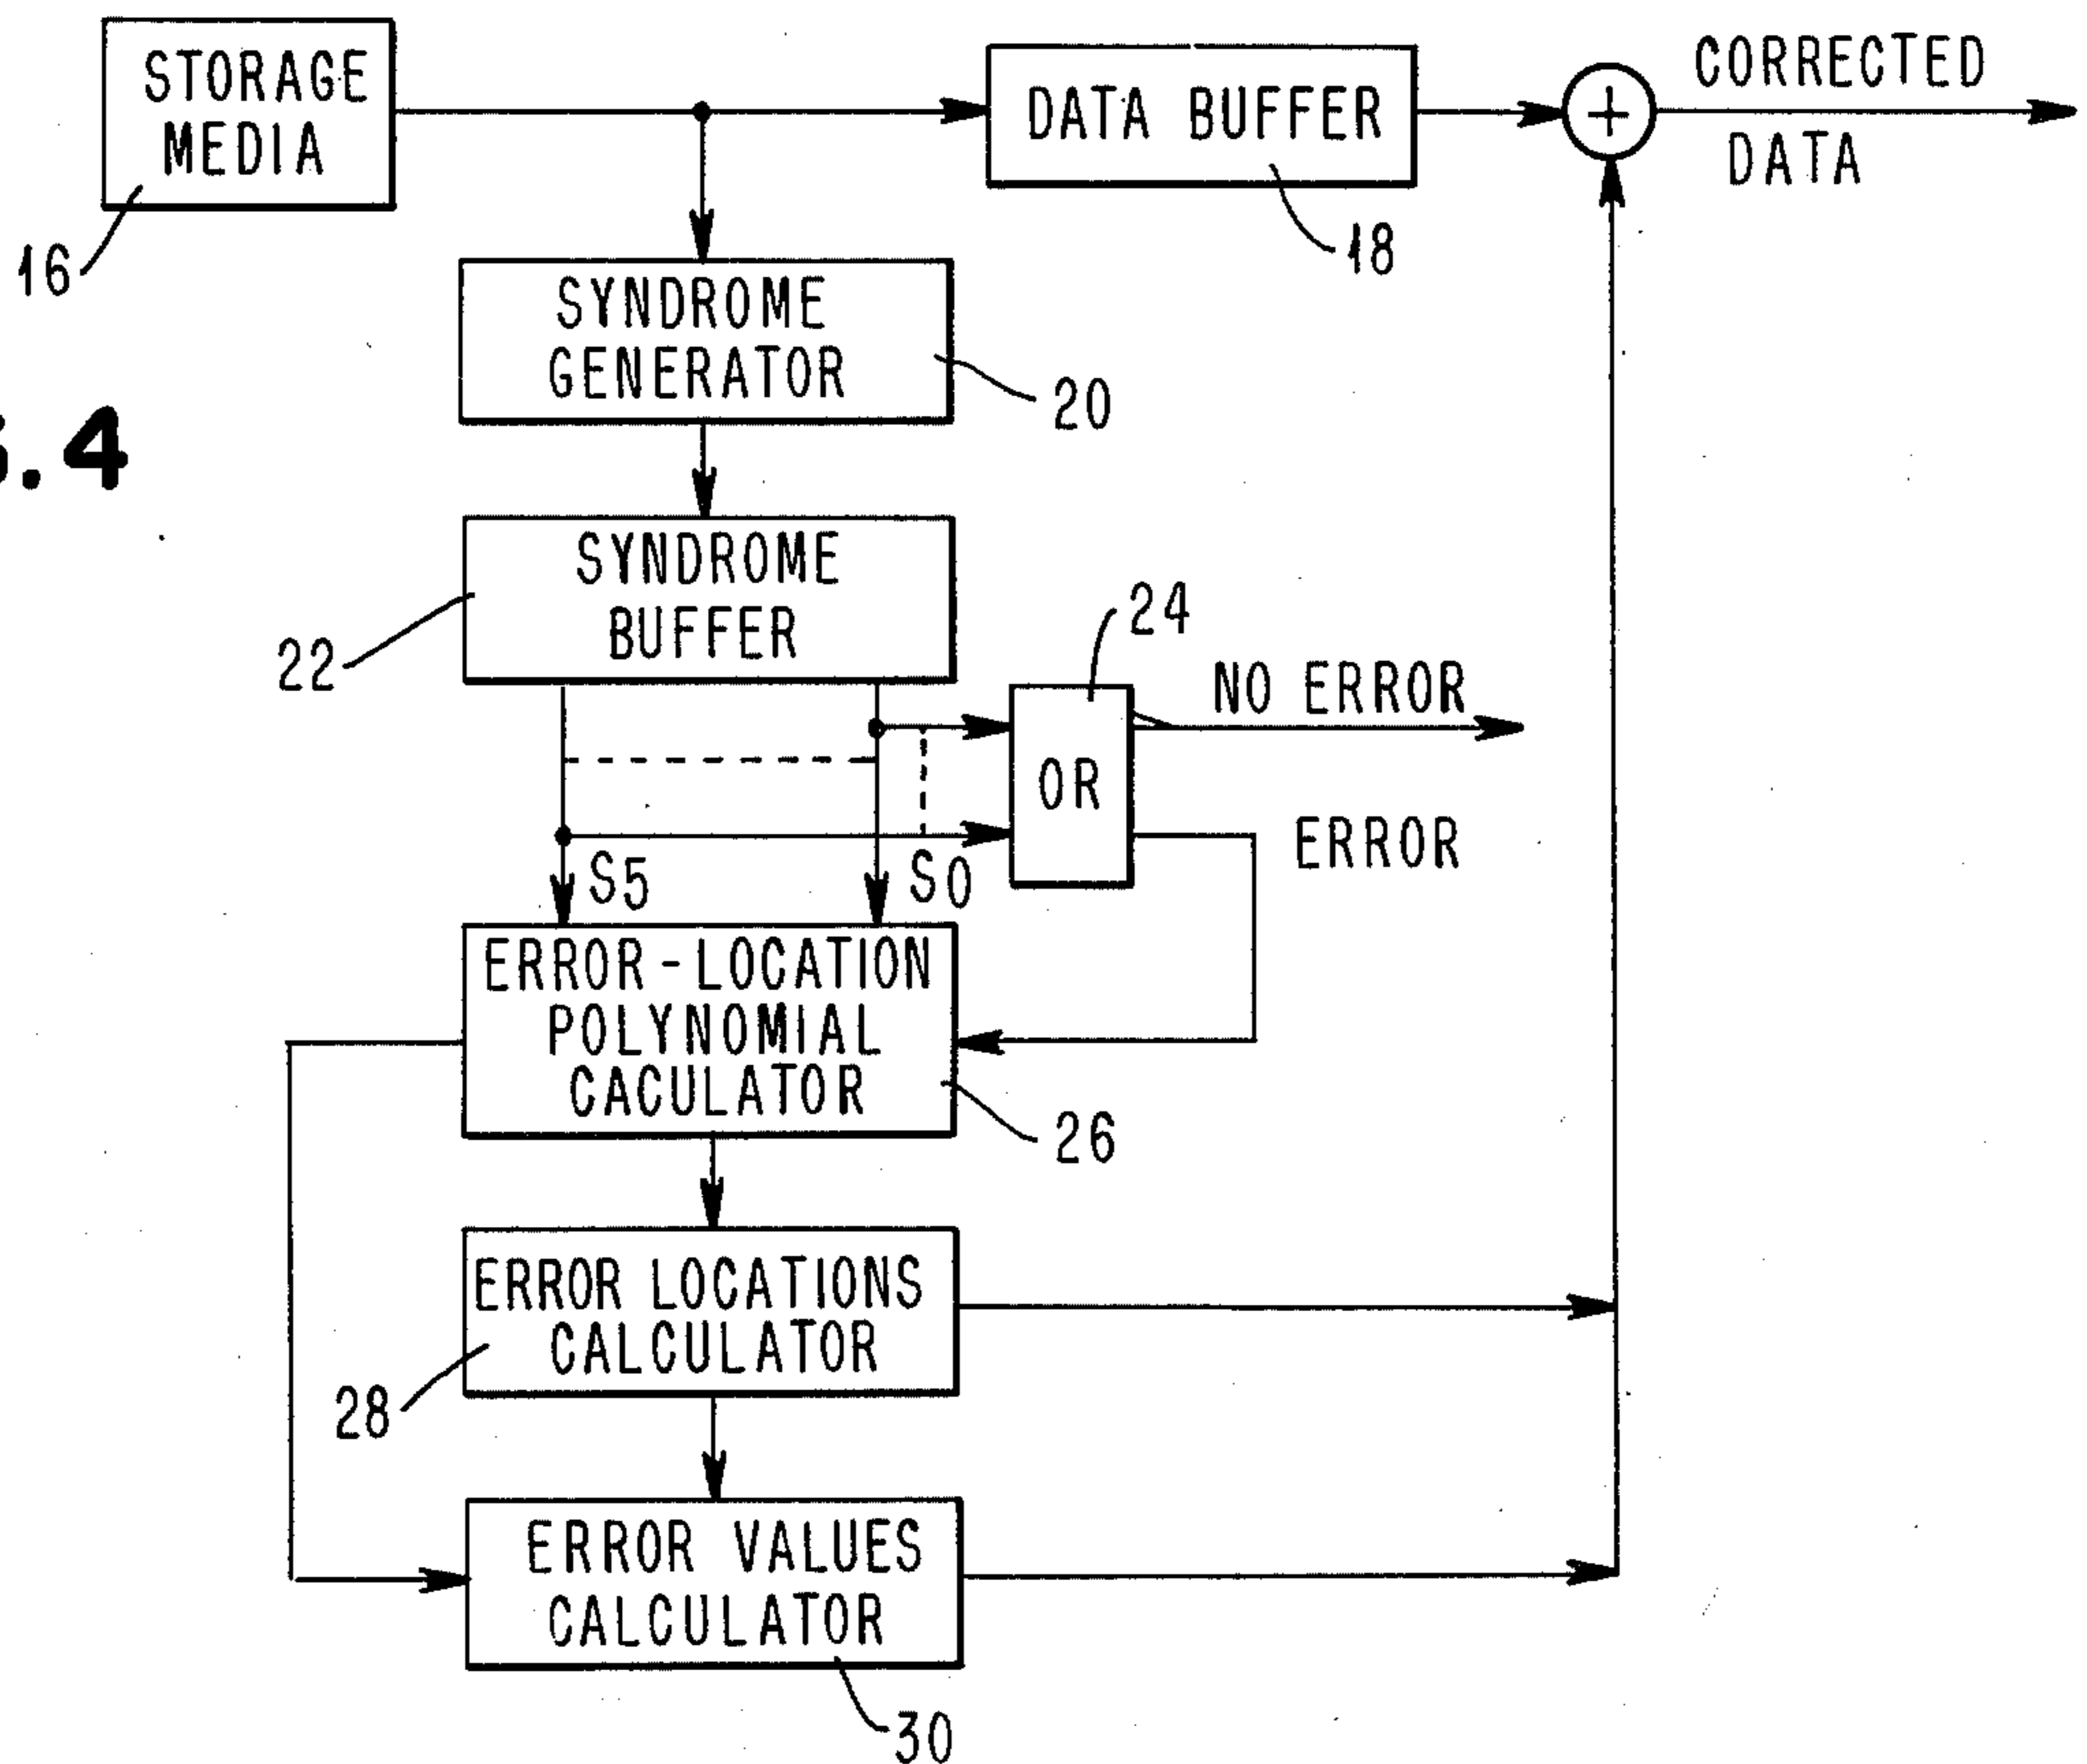 STORAGE
MEDIA
16
DATA BUFFER
18
+
CORRECTED
DATA
SYNDROME
GENERATOR
20
.4
SYNDROME
BUFFER
22
24
OR
NO ERROR
ERROR
S5
S0
ERROR-LOCATION
POLYNOMIAL
CACULATOR
26
ERROR LOCATIONS
CALCULATOR
28
ERROR VALUES
CALCULATOR
30